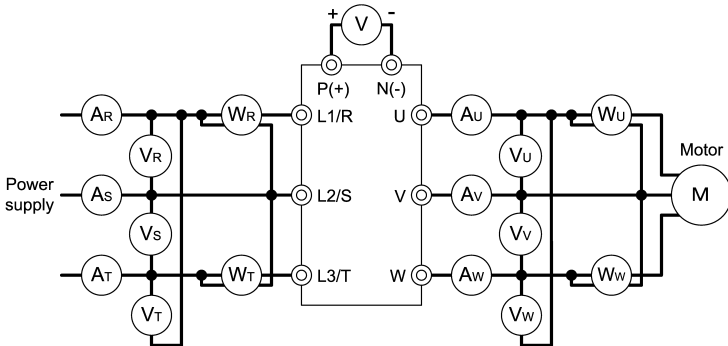 + V -
P(+) N(-)
AR WR L1/R U AU WU
VR VU Motor
Power supply AS L2/S V AV M
VS VV
AT WT L3/T W AW WW
VT VW